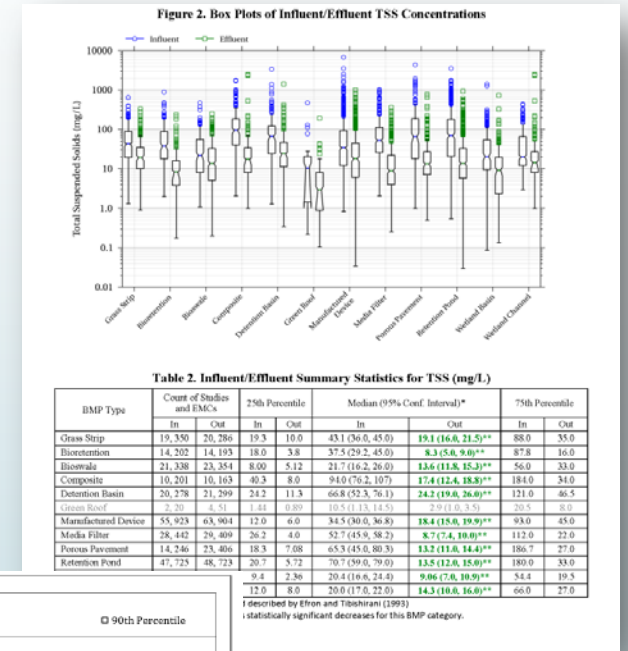 Figure 2. Box Plots of Influent/Effluent TSS Concentrations
Influent Effluent
Total Suspended Solids (mg/L)
10000
1000
100
10
1.0
0.1
0.01
Grass Strip
Bioretention
Bioswale
Composite
Detention Basin
Green Roof
Manufactured Device
Media Filter
Porous Pavement
Retention Pond
Wetland Basin
Wetland Channel
Table 2. Influent/Effluent Summary Statistics for TSS (mg/L)
BMP Type Count of Studies and EMCs 25th Percentile Median (95% Conf. Interval)* 75th Percentile
In Out In Out In Out In Out
Grass Strip 19, 350 20, 286 19.3 10.0 43.1 (36.0, 45.0) 19.1 (16.0, 21.5)** 88.0 35.0
Bioretention 14, 202 14, 193 18.0 3.8 37.5 (29.2, 45.0) 8.3 (5.0, 9.0)** 87.8 16.0
Bioswale 21, 338 23, 354 8.00 5.12 21.7 (16.2, 26.0) 13.6 (11.8, 15.3)** 56.0 33.0
Composite 10, 201 10, 163 40.3 8.0 94.0 (76.2, 107) 17.4 (12.4, 18.8)** 184.0 34.0
Detention Basin 20, 278 21, 299 24.2 11.3 66.8 (52.3, 76.1) 24.2 (19.0, 26.0)** 121.0 46.5
Green Roof 2, 20 4, 51 1.44 0.89 10.5 (1.13, 14.5) 2.9 (1.0, 3.5) 20.5 8.0
Manufactured Device 55, 923 63, 904 12.0 6.0 34.5 (30.0, 36.8) 18.4 (15.0, 19.9)** 93.0 45.0
Media Filter 28, 442 29, 409 26.2 4.0 52.7 (45.9, 58.2) 8.7 (7.4, 10.0)** 112.0 22.0
Porous Pavement 14, 246 23, 406 18.3 7.08 65.3 (45.0, 80.3) 13.2 (11.0, 14.4)** 186.7 27.0
Retention Pond 47, 725 48, 723 20.7 5.72 70.7 (59.0, 79.0) 13.5 (12.0, 15.0)** 180.0 33.0
9.4 2.36 20.4 (16.6, 24.4) 9.06 (7.0, 10.9)** 54.4 19.5
12.0 8.0 20.0 (17.0, 22.0) 14.3 (10.0, 16.0)** 66.0 27.0
described by Efron and Tibishirani (1993)
statistically significant decreases for this BMP category.
90th Percentile